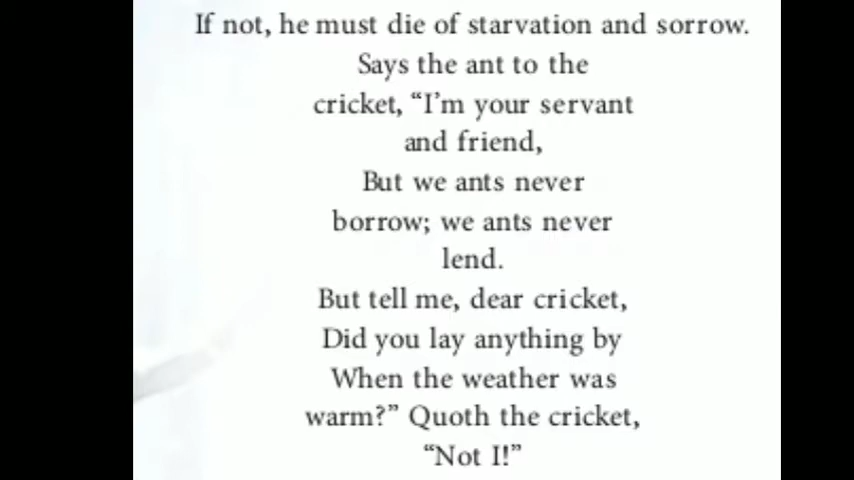 If not, he must die of starvation and sorrow.
Says the ant to the
cricket, “I’m your servant
and friend,
But we ants never
borrow; we ants never
lend.
But tell me, dear cricket,
Did you lay anything by
When the weather was
warm?” Quoth the cricket,
“Not I!”